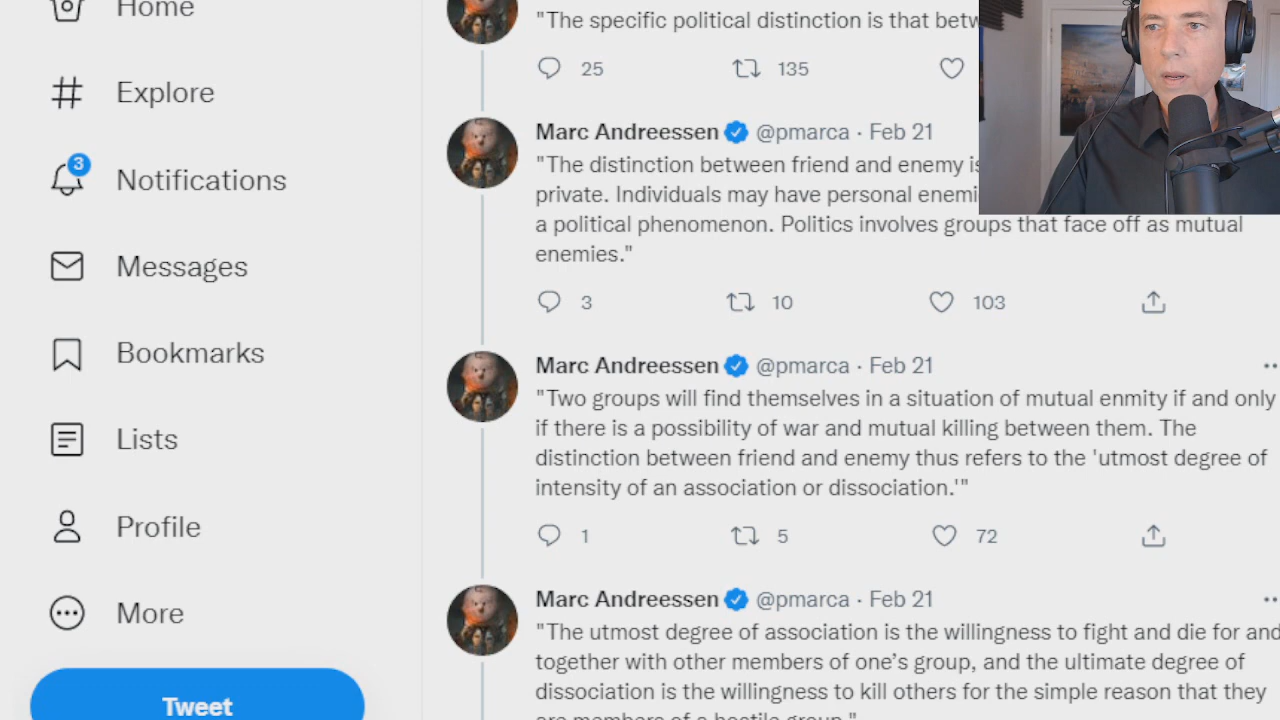 Home
Explore
3
Notifications
Messages
Bookmarks
Lists
Profile
More
Tweet
"The specific political distinction is that
25 135
Marc Andreessen @pmarca · Feb 21
"The distinction between friend and enemy
private. Individuals may have personal
a political phenomenon. Politics involves groups that face off as mutual
enemies."
3 10 103
Marc Andreessen @pmarca · Feb 21
"Two groups will find themselves in a situation of mutual enmity if and only
if there is a possibility of war and mutual killing between them. The
distinction between friend and enemy thus refers to the 'utmost degree of
intensity of an association or dissociation.'"
1 5 72
Marc Andreessen @pmarca · Feb 21
"The utmost degree of association is the willingness to fight and die for and
together with other members of one's group, and the ultimate degree of
dissociation is the willingness to kill others for the simple reason that they
are members of a hostile group."